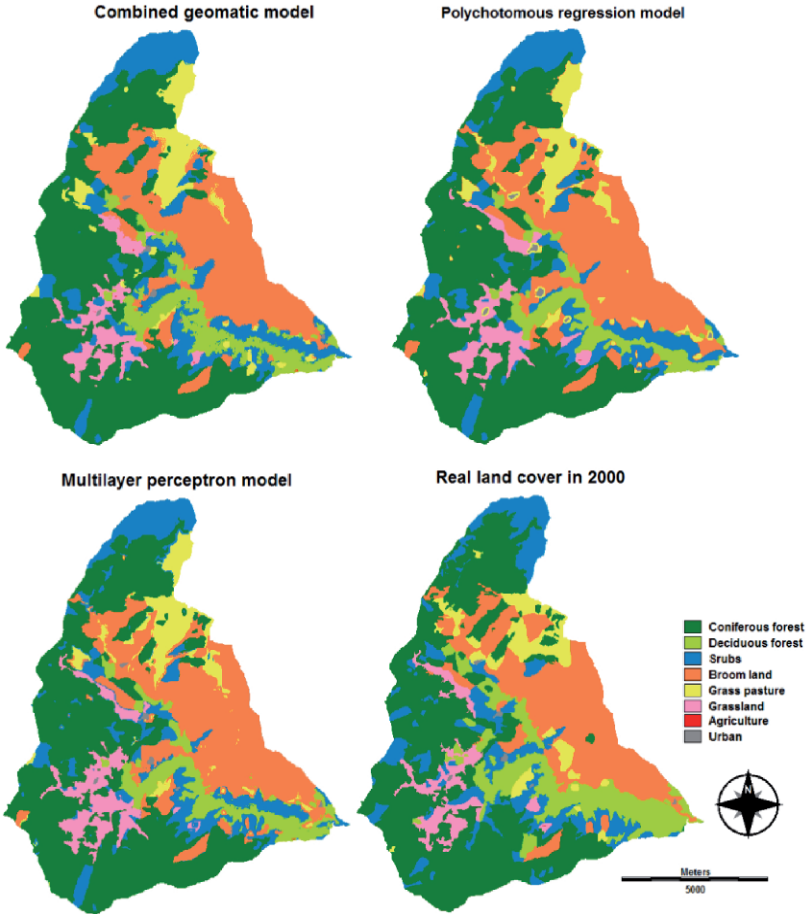 Combined geomatic model
Polychotomous regression model
Multilayer perceptron model
Real land cover in 2000
Coniferous forest
Deciduous forest
Srubs
Broom land
Grass pasture
Grassland
Agriculture
Urban
N
Meters
5000